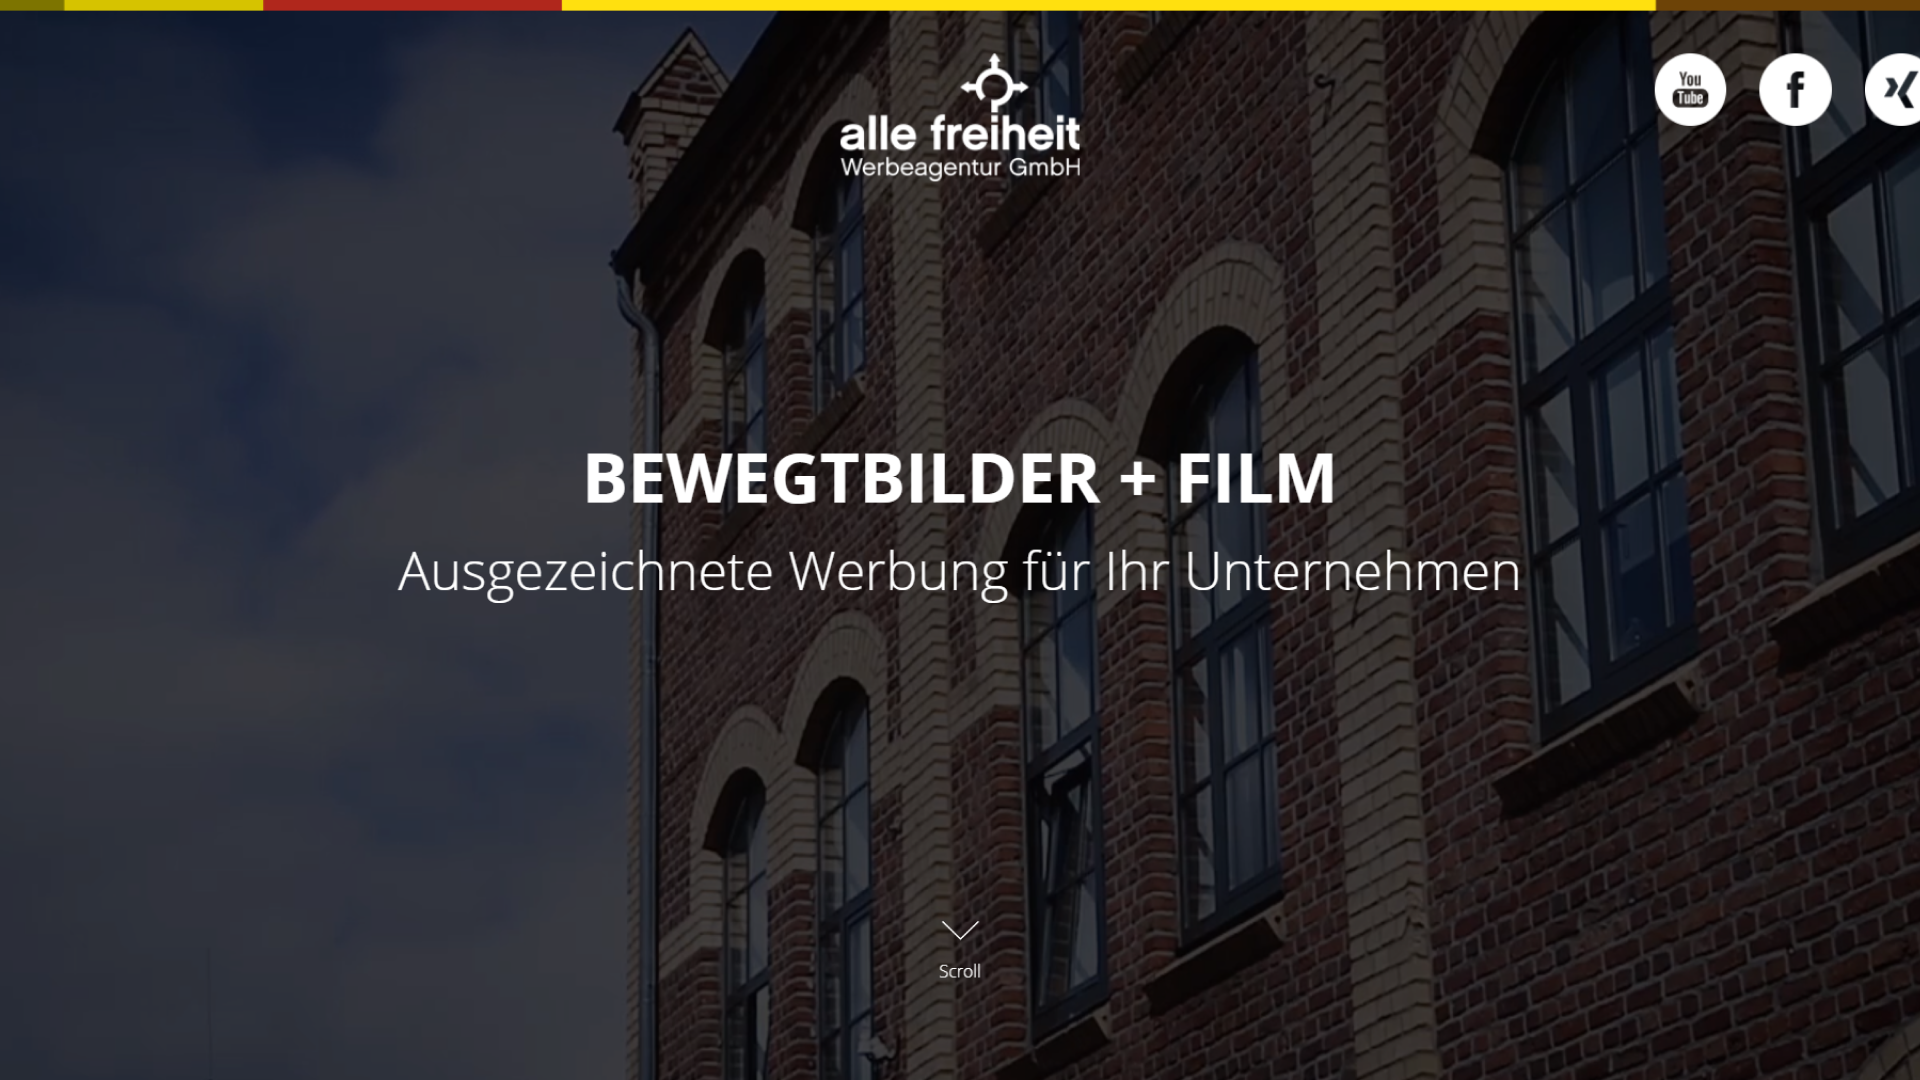 You
Tube
f
alle freiheit
Werbeagentur GmbH
BEWEGTBILDER + FILM
Ausgezeichnete Werbung für Ihr Unternehmen
Scroll